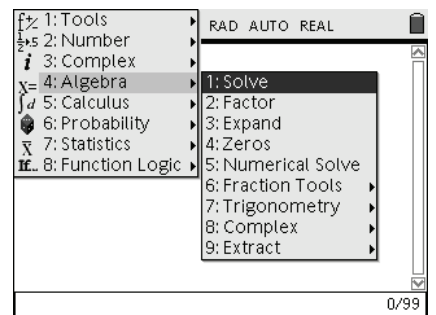 1: Tools
RAD AUTO REAL
2: Number
3: Complex
4: Algebra
5: Calculus
6: Probability
7: Statistics
8: Function Logic
1: Solve
2: Factor
3: Expand
4: Zeros
5: Numerical Solve
6: Fraction Tools
7: Trigonometry
8: Complex
9: Extract
0/99